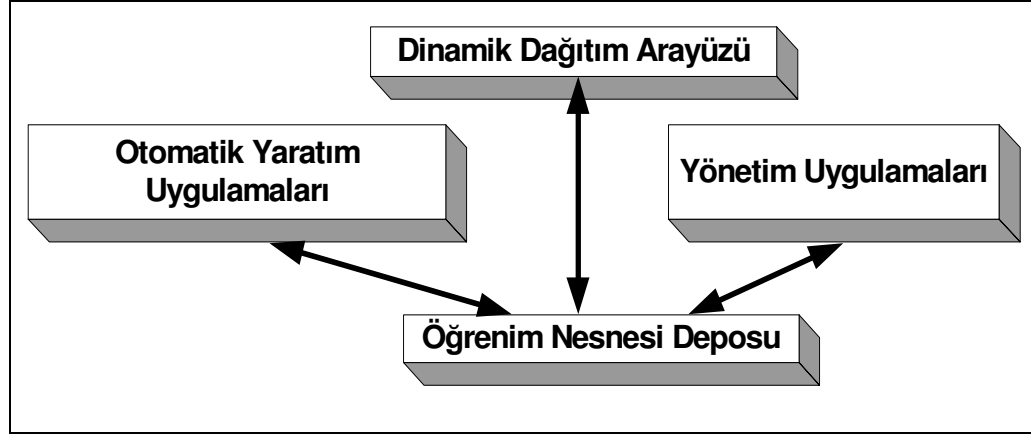 Dinamik Dağıtım Arayüzü
Otomatik Yaratım
Uygulamaları
Yönetim Uygulamaları
Öğrenim Nesnesi Deposu